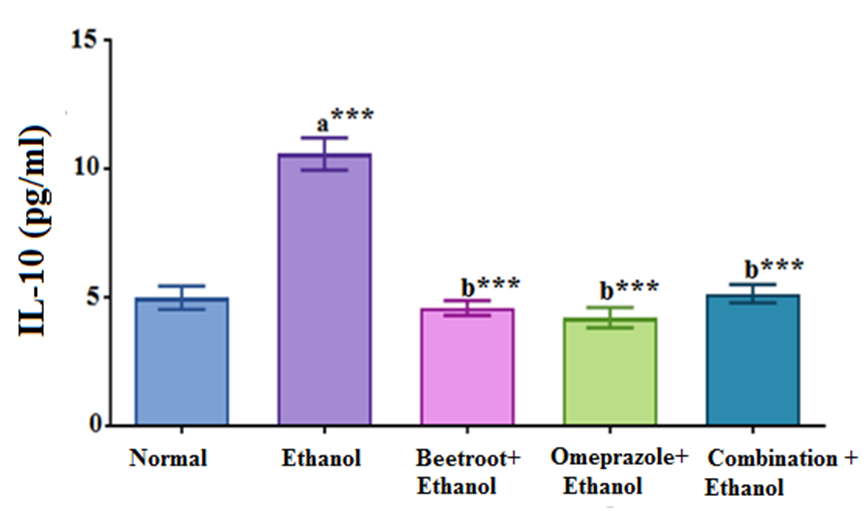 15
10
5
0
IL-10 (pg/ml)
a***
b***
b***
b***
Normal
Ethanol
Beetroot+
Ethanol
Omeprazole+
Ethanol
Combination +
Ethanol